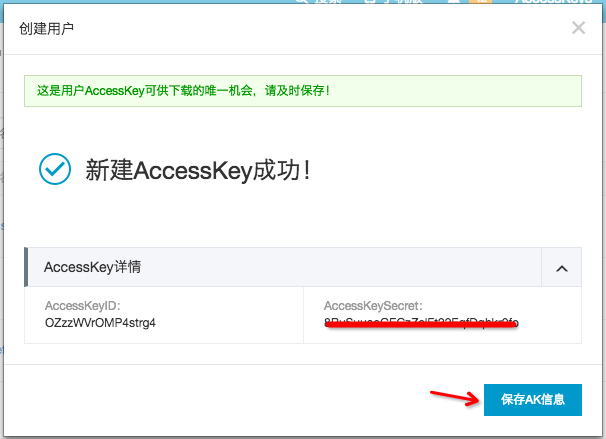 创建用户
这是用户AccessKey可供下载的唯一机会，请及时保存！
新建AccessKey成功！
AccessKey详情
AccessKeyID:
AccessKeySecret:
OZzzWVrOMP4strg4
保存AK信息